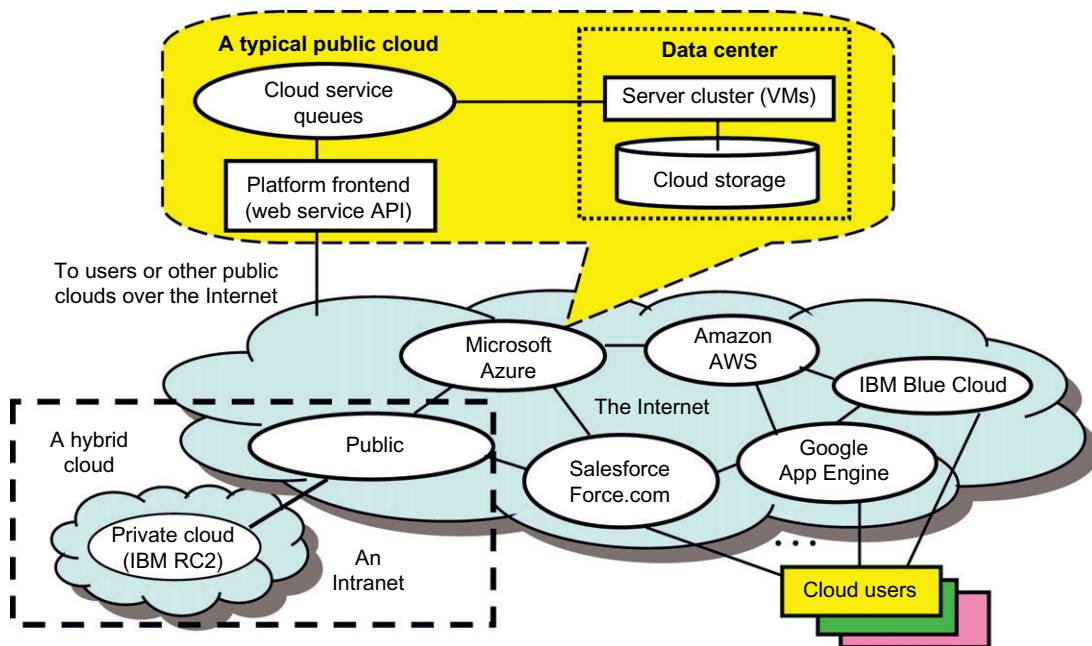 A typical public cloud
Data center
Cloud service
queues
Server cluster (VMs)
Platform frontend
(web service API)
Cloud storage
To users or other public
clouds over the Internet
Microsoft
Azure
Amazon
AWS
IBM Blue Cloud
The Internet
A hybrid
cloud
Public
Salesforce
Force.com
Google
App Engine
Private cloud
(IBM RC2)
An
Intranet
...
Cloud users